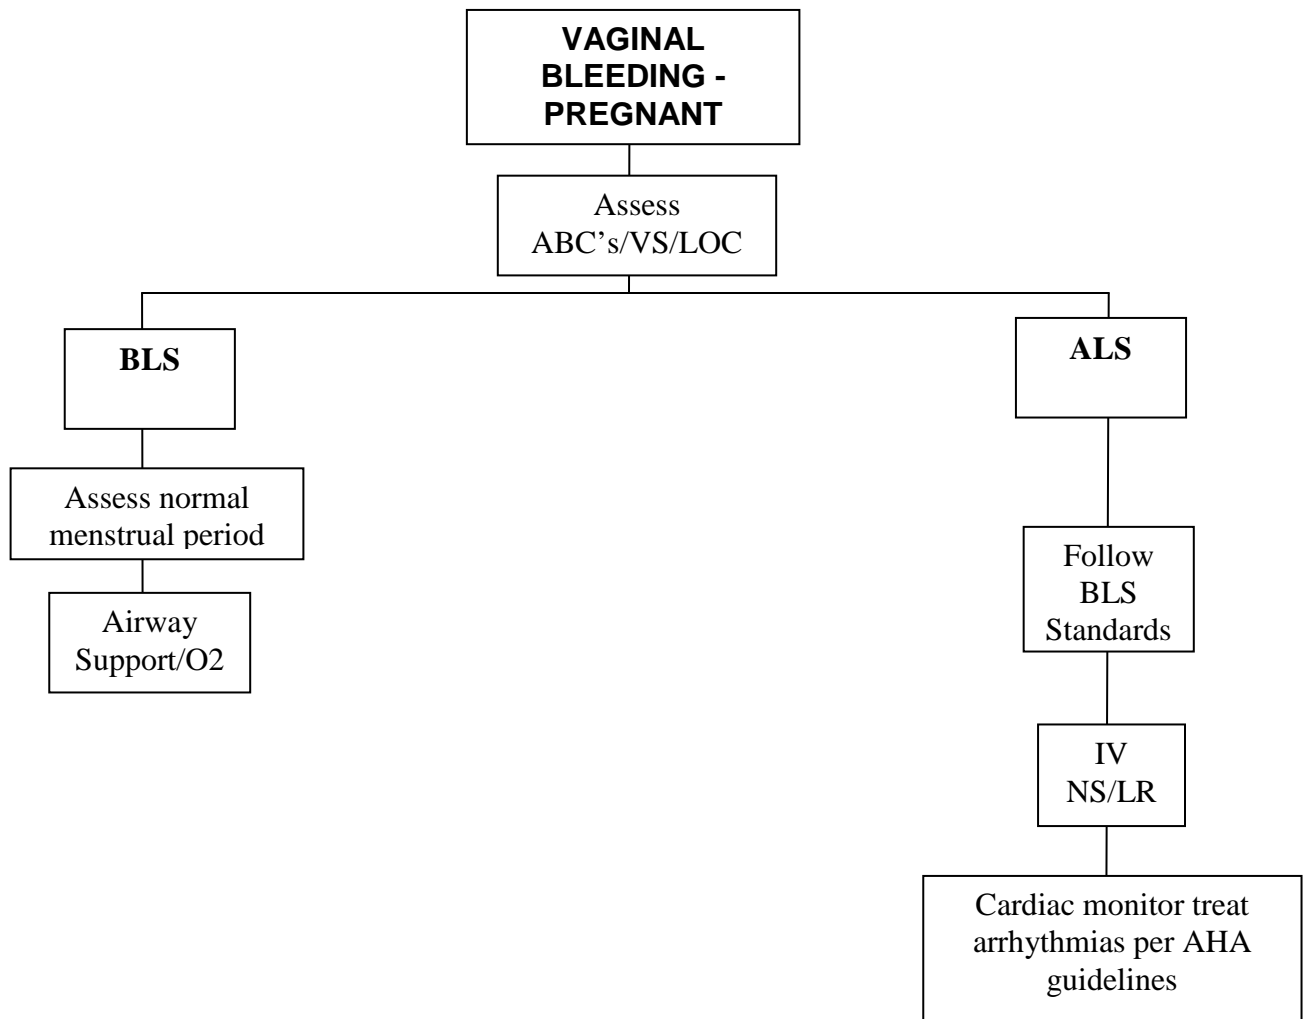 VAGINAL
BLEEDING -
PREGNANT
Assess
ABC’s/VS/LOC
BLS
Assess normal
menstrual period
Airway
Support/O2
ALS
Follow
BLS
Standards
IV
NS/LR
Cardiac monitor treat
arrhythmias per AHA
guidelines